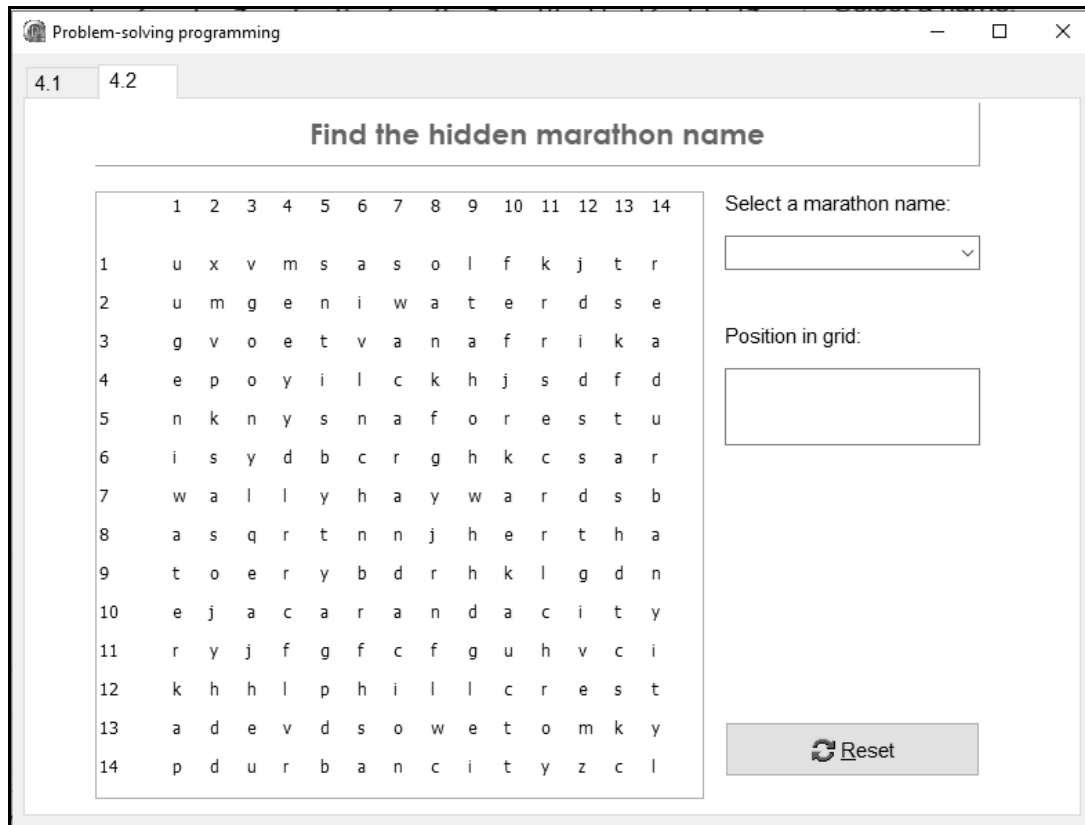 Problem-solving programming
4.1 4.2
Find the hidden marathon name
1 2 3 4 5 6 7 8 9 10 11 12 13 14
Select a marathon name:
1 u x v m s a s o l f k j t r
2 u m g e n i w a t e r d s e
3 g v o e t v a n a f r i k a
Position in grid:
4 e p o y i l c k h j s d f d
5 n k n y s n a f o r e s t u
6 i s y d b c r g h k c s a r
7 w a l l y h a y w a r d s b
8 a s q r t n n j h e r t h a
9 t o e r y b d r h k l g d n
10 e j a c a r a n d a c i t y
11 r y j f g f c f g u h v c i
12 k h h l p h i l l c r e s t
13 a d e v d s o w e t o m k y
14 p d u r b a n c i t y z c l
Reset